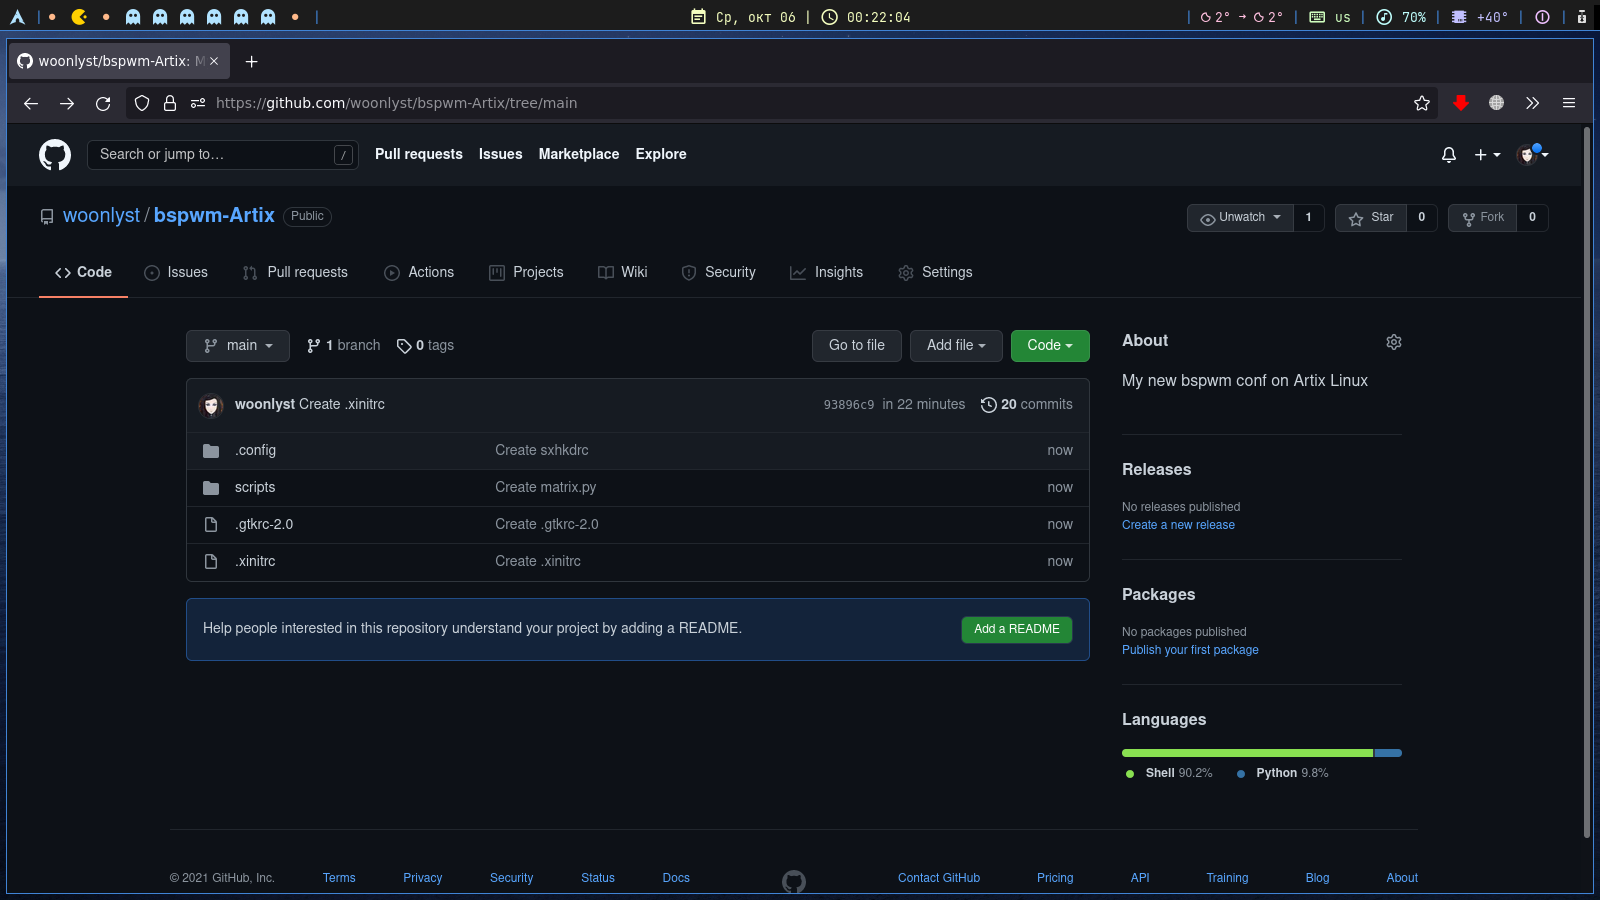 Ср, окт 06 | 00:22:04
2° → 2° | us | 70% | +40°
woonlyst/bspwm-Artix: M
https://github.com/woonlyst/bspwm-Artix/tree/main
Search or jump to… / Pull requests Issues Marketplace Explore
woonlyst / bspwm-Artix Public
Unwatch 1 Star 0 Fork 0
Code Issues Pull requests Actions Projects Wiki Security Insights Settings
main 1 branch 0 tags Go to file Add file Code
woonlyst Create .xinitrc 93896c9 in 22 minutes 20 commits
.config Create sxhkdrc now
scripts Create matrix.py now
.gtkrc-2.0 Create .gtkrc-2.0 now
.xinitrc Create .xinitrc now
Help people interested in this repository understand your project by adding a README. Add a README
About
My new bspwm conf on Artix Linux
Releases
No releases published
Create a new release
Packages
No packages published
Publish your first package
Languages
Shell 90.2% Python 9.8%
© 2021 GitHub, Inc. Terms Privacy Security Status Docs Contact GitHub Pricing API Training Blog About